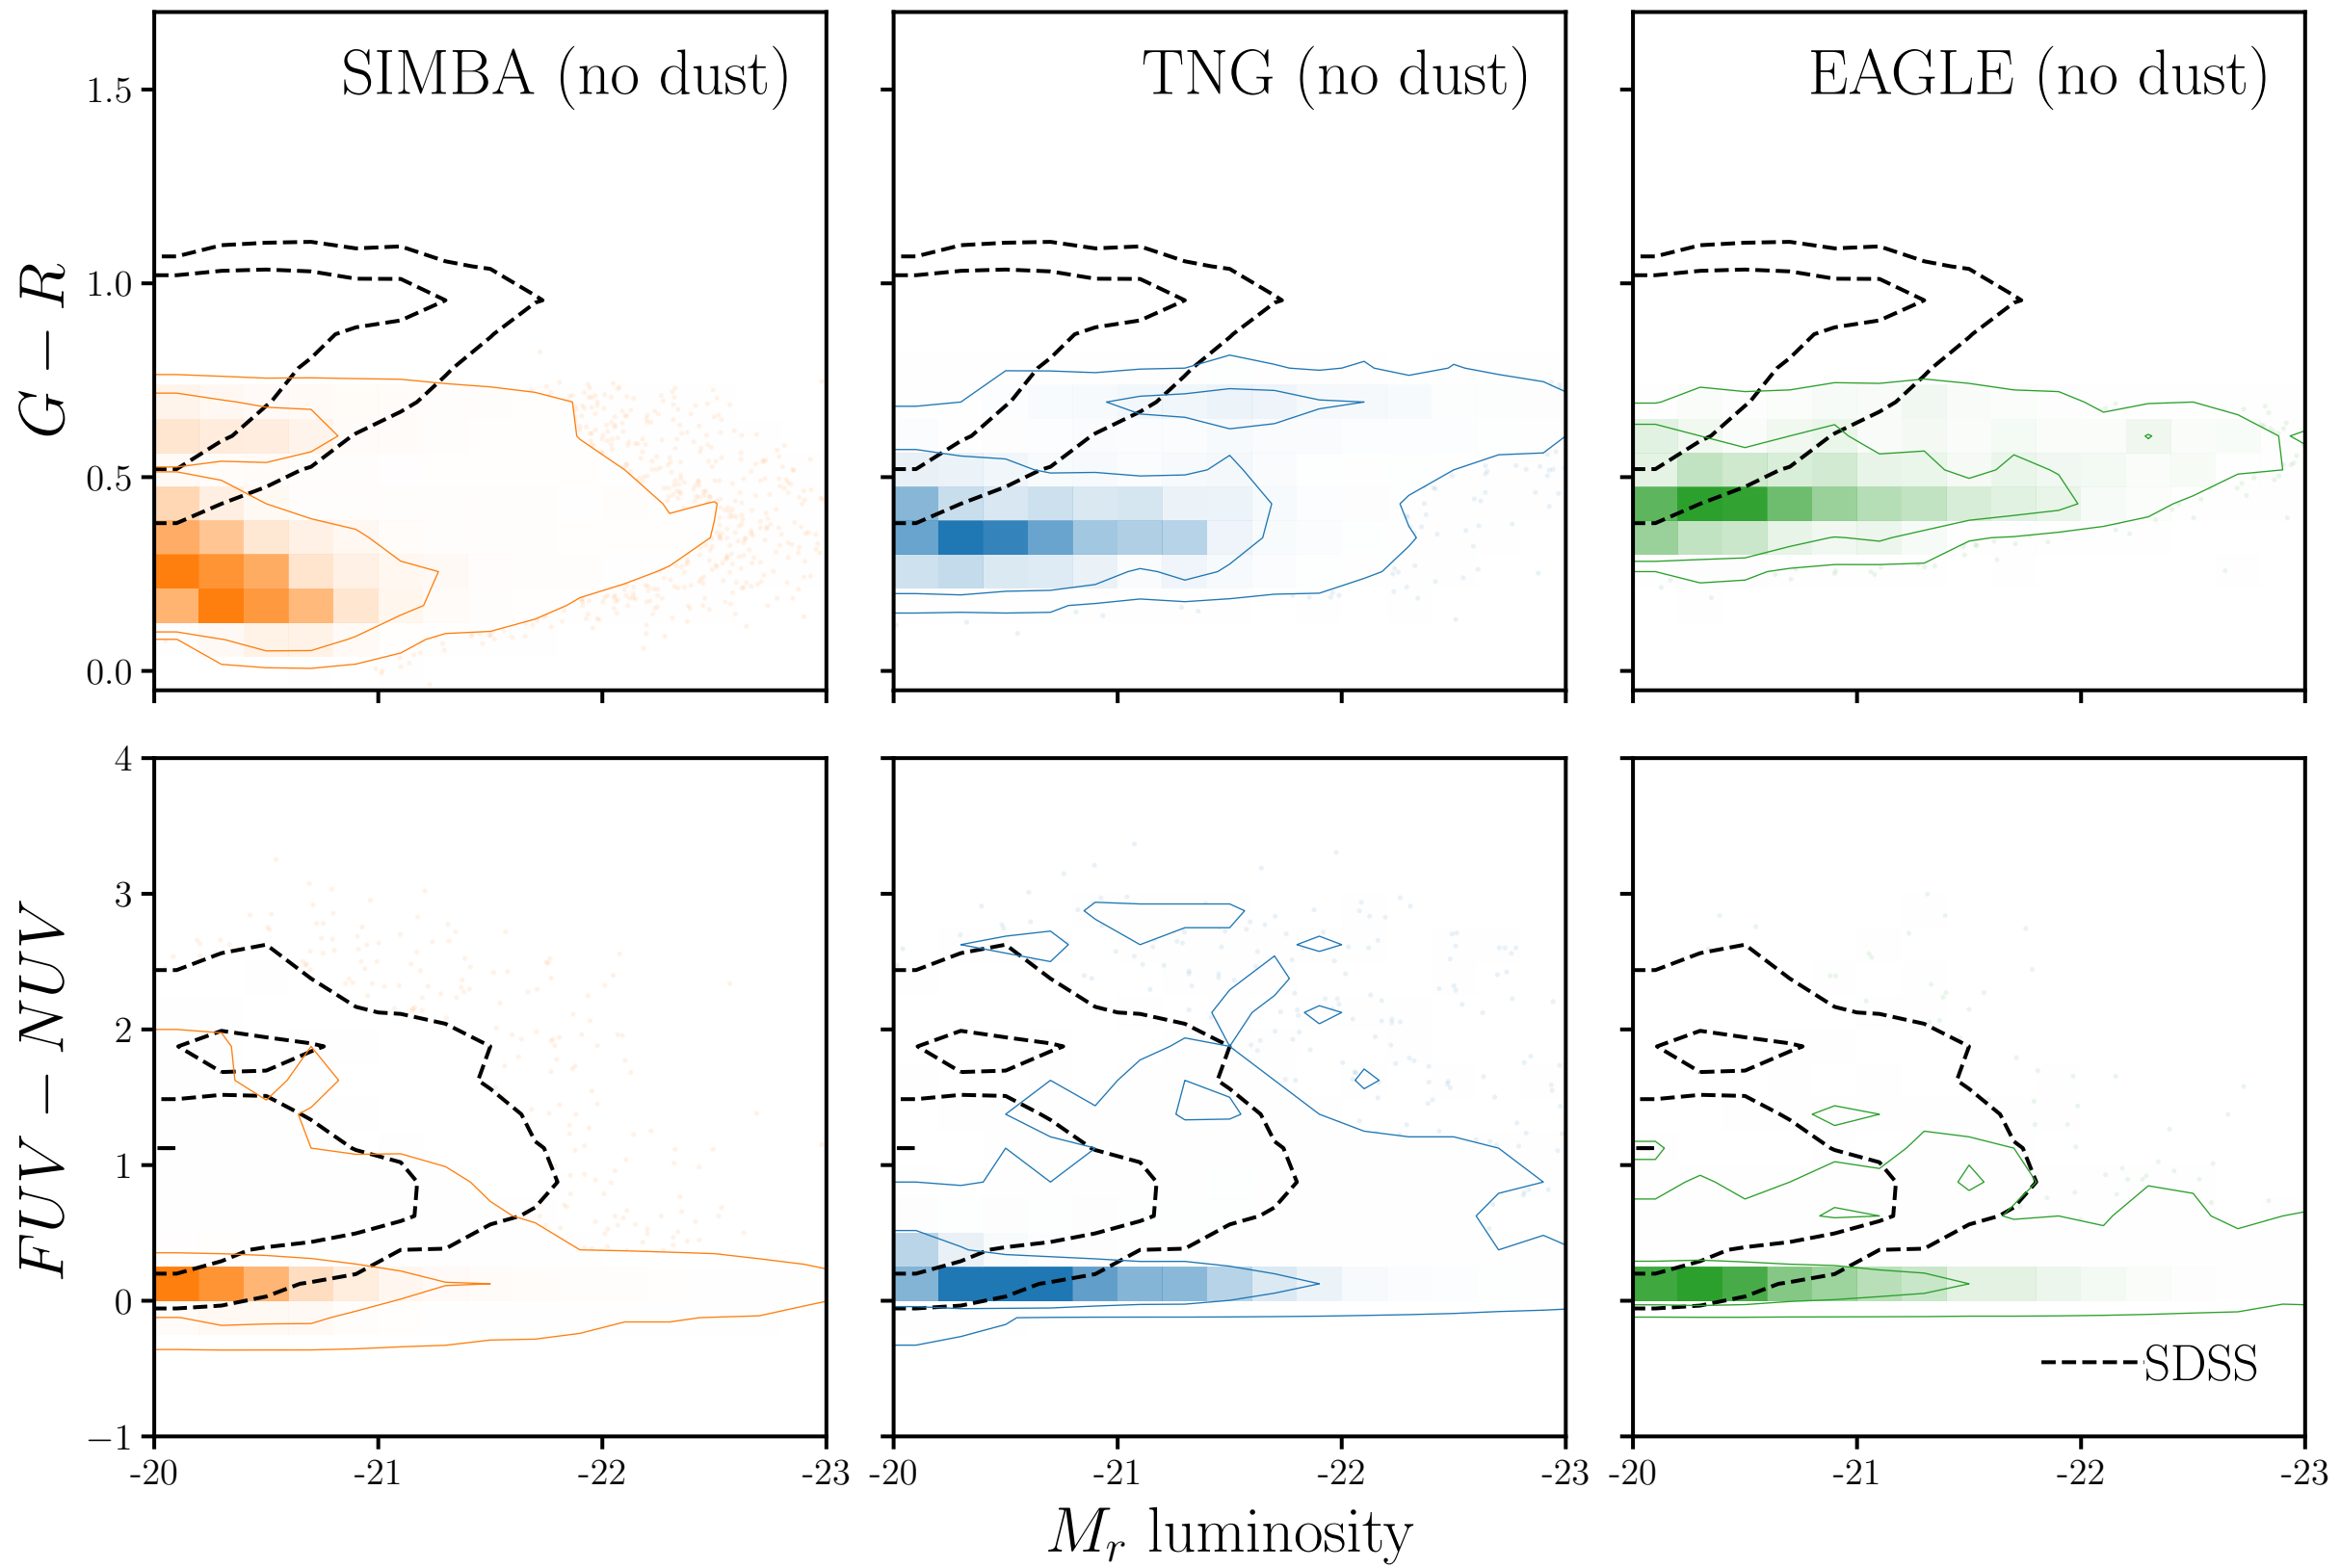 SIMBA (no dust)
TNG (no dust)
EAGLE (no dust)
G − R
1.5
1.0
0.5
0.0
FUV − NUV
4
3
2
1
0
−1
SDSS
-20 -21 -22 -23 -20 -21 -22 -23 -20 -21 -22 -23
M_r luminosity